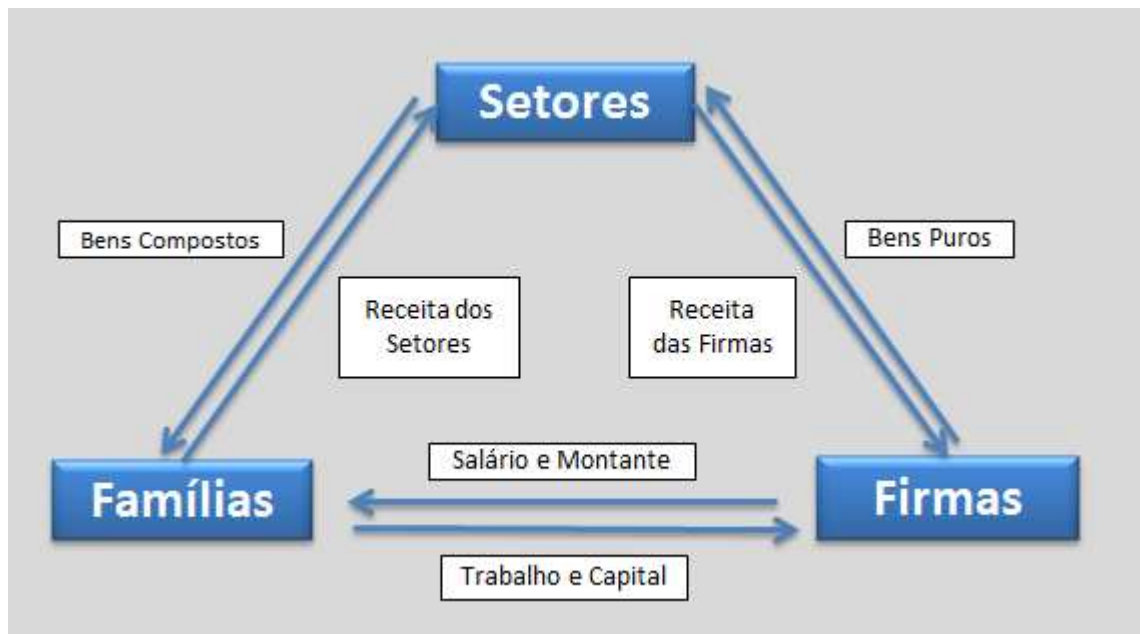 Setores
Bens Compostos
Bens Puros
Receita dos
Setores
Receita
das Firmas
Salário e Montante
Famílias
Firmas
Trabalho e Capital